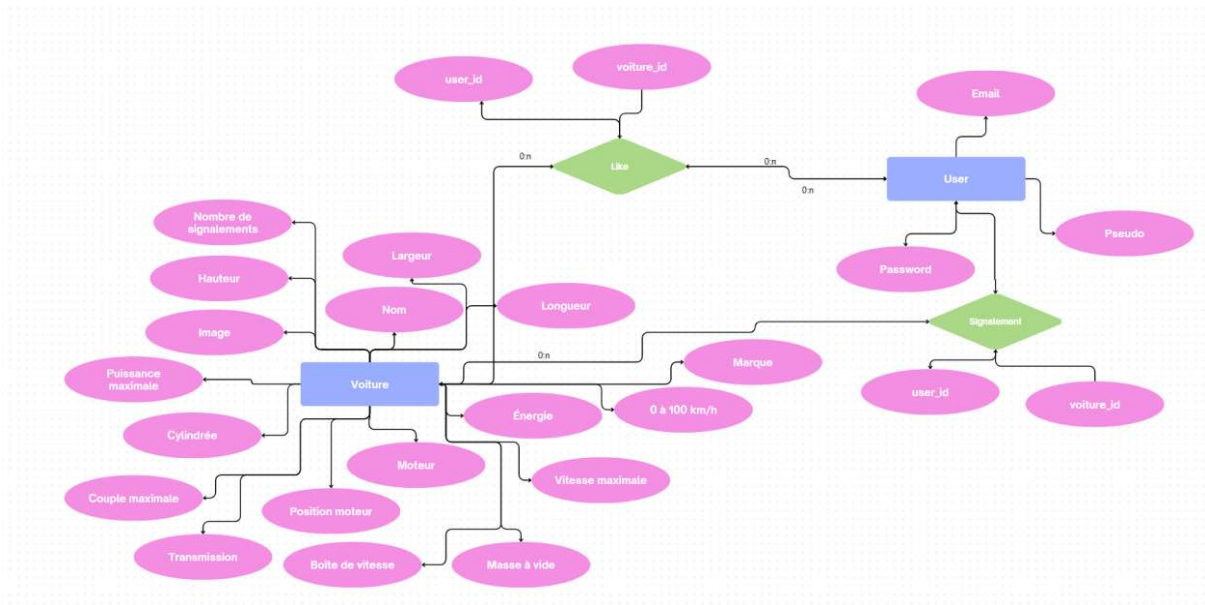 voiture_id
user_id
Email
0:n
Like
0:n
User
0:n
Nombre de
signalements
Pseudo
Largeur
Password
Hauteur
Nom
Longueur
Image
Signalement
0:n
Marque
Puissance
maximale
Voiture
user_id
voiture_id
Énergie
0 à 100 km/h
Cylindrée
Moteur
Vitesse maximale
Couple maximale
Position moteur
Transmission
Boite de vitesse
Masse à vide